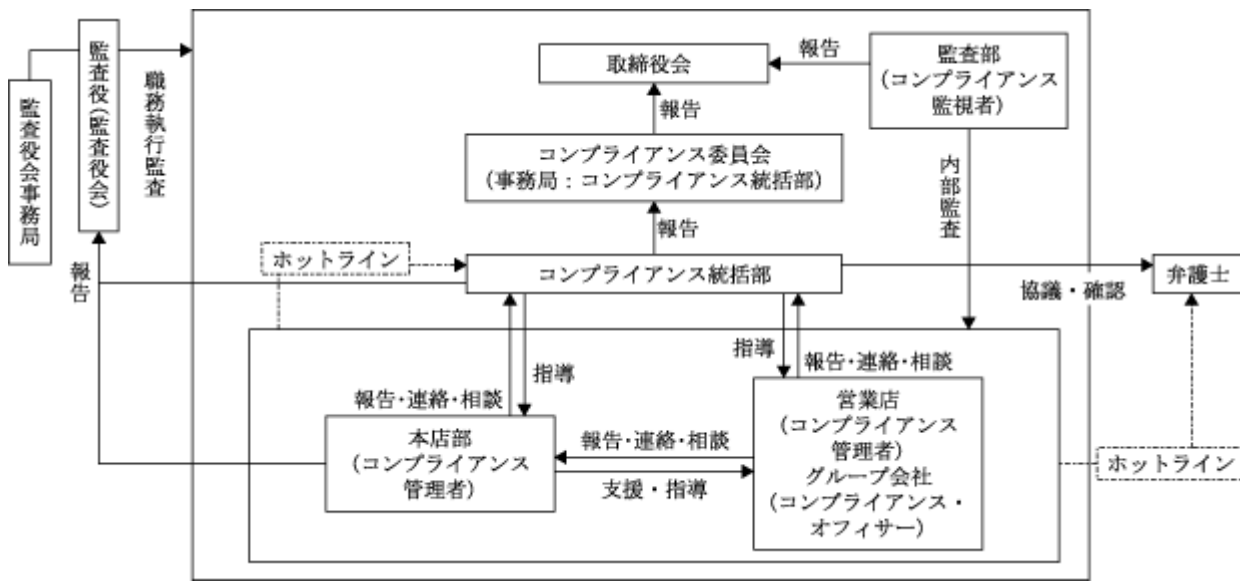 監査役会事務局
監査役(監査役会)
職務執行監査
報告
取締役会
報告
監査部
(コンプライアンス
監視者)
報告
コンプライアンス委員会
(事務局:コンプライアンス統括部)
内部監査
報告
ホットライン
コンプライアンス統括部
協議・確認
弁護士
指導
報告・連絡・相談
指導
報告・連絡・相談
本店部
(コンプライアンス
管理者)
報告・連絡・相談
支援・指導
営業店
(コンプライアンス
管理者)
グループ会社
(コンプライアンス・
オフィサー)
ホットライン